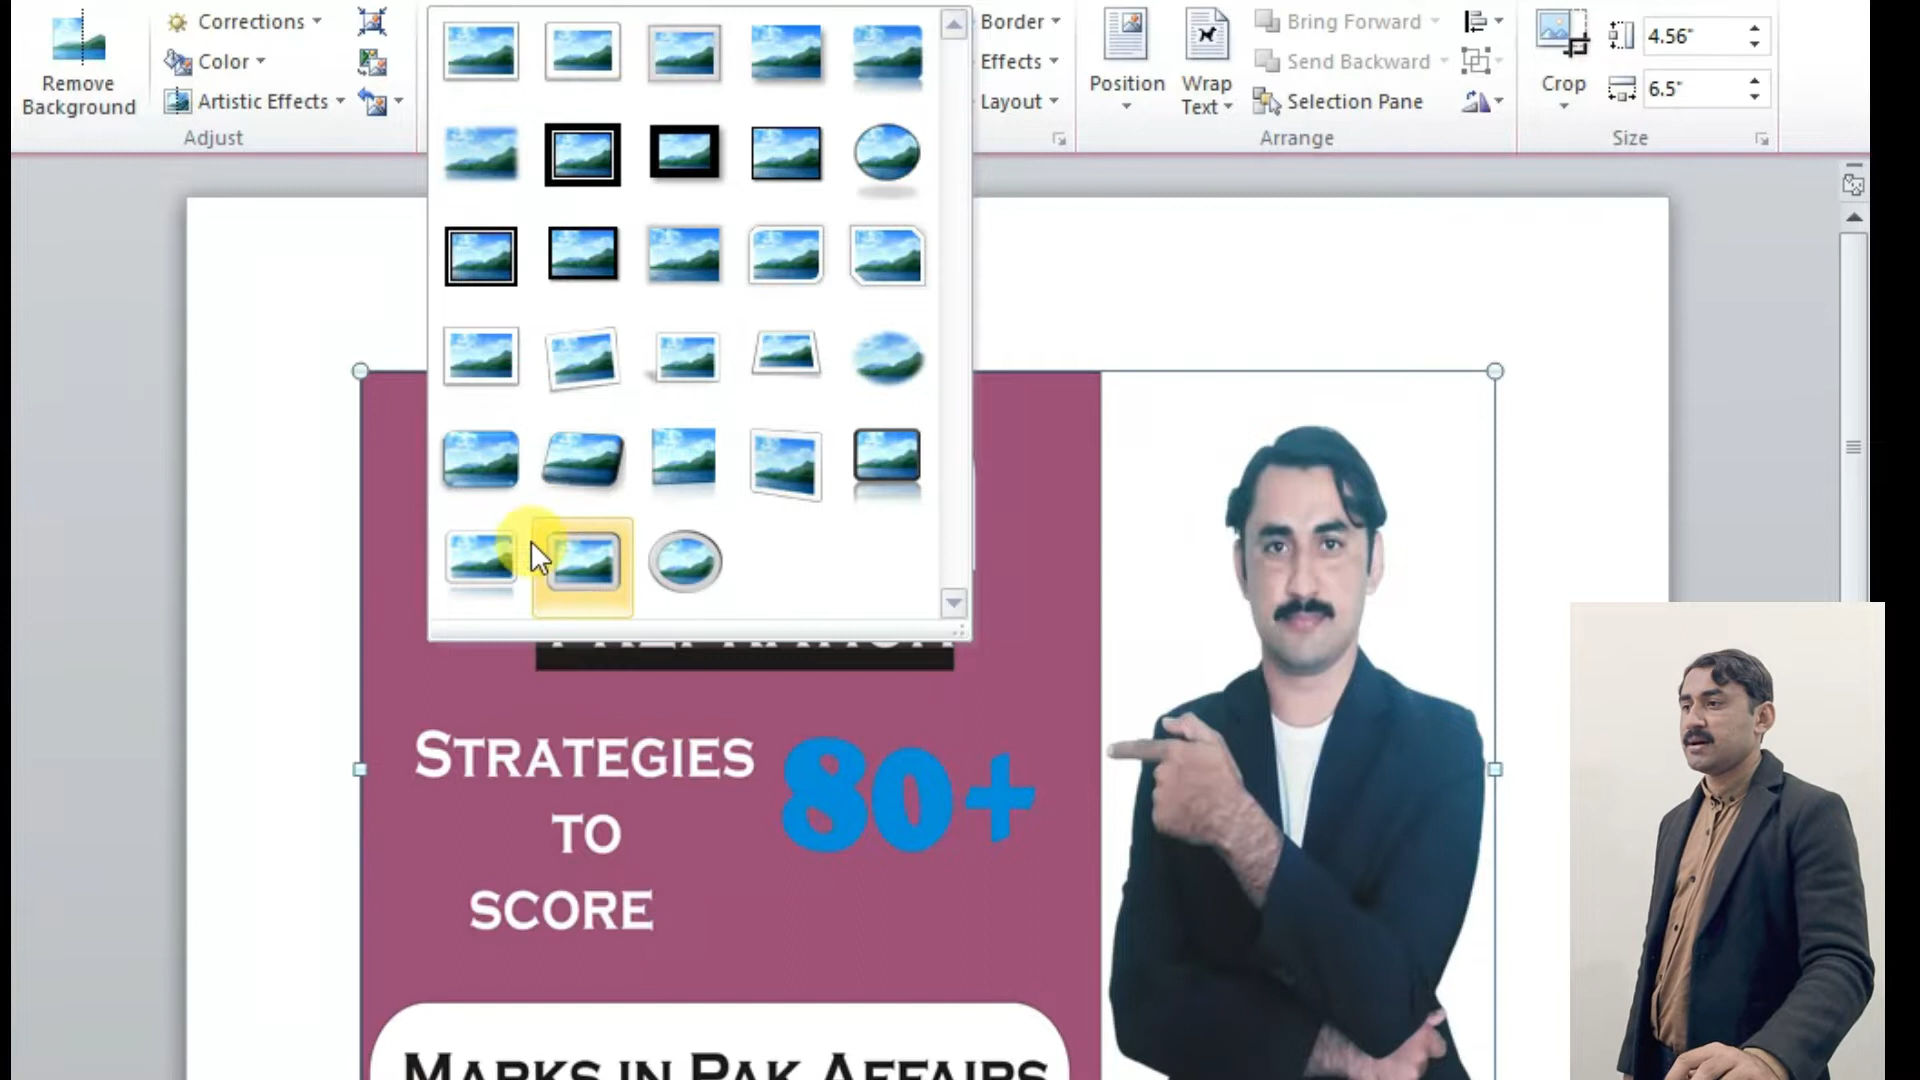 Remove
Background
Corrections
Color
Artistic Effects
Adjust
Border
Effects
Layout
Position
Wrap
Text
Bring Forward
Send Backward
Selection Pane
Arrange
Crop
4.56"
6.5"
Size
STRATEGIES
TO
SCORE
80+
MARKS IN PAK AFFAIRS